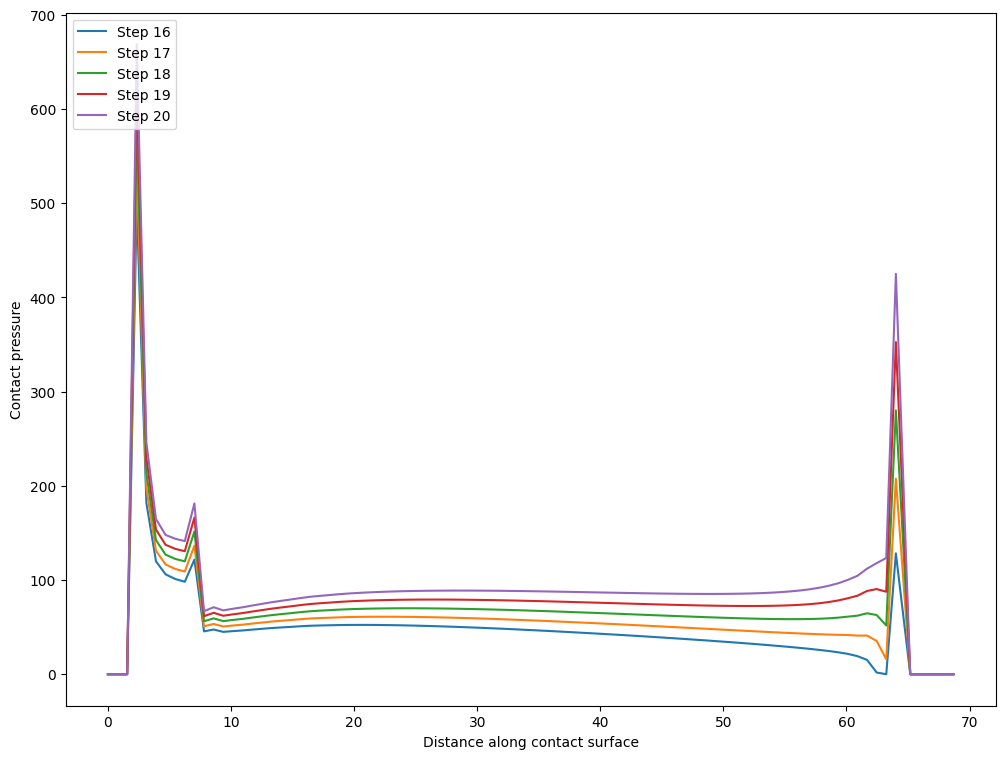 700
600
500
400
300
200
100
0
Contact pressure
Step 16
Step 17
Step 18
Step 19
Step 20
0 10 20 30 40 50 60 70
Distance along contact surface